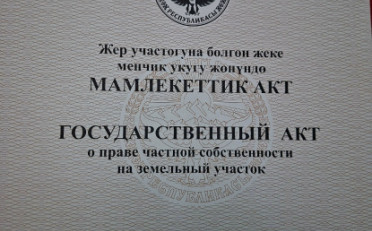 Жер участогуна болгон жеке
менчик укугу жөнүндө
МАМЛЕКЕТТИК АКТ
ГОСУДАРСТВЕННЫЙ АКТ
о праве частной собственности
на земельный участок